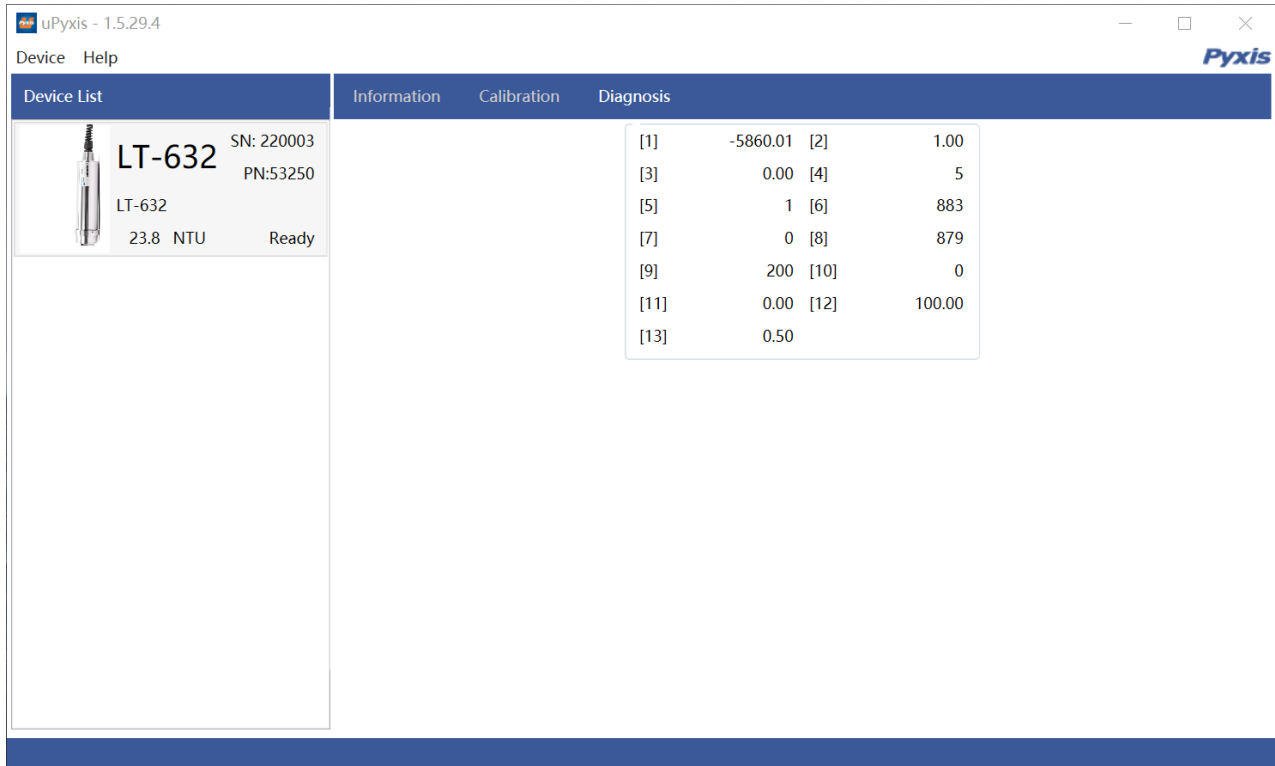 uPyxis - 1.5.29.4
Device Help
Pyxis
Device List
Information Calibration Diagnosis
LT-632
SN: 220003
PN:53250
LT-632
23.8 NTU Ready
[1] -5860.01 [2] 1.00
[3] 0.00 [4] 5
[5] 1 [6] 883
[7] 0 [8] 879
[9] 200 [10] 0
[11] 0.00 [12] 100.00
[13] 0.50